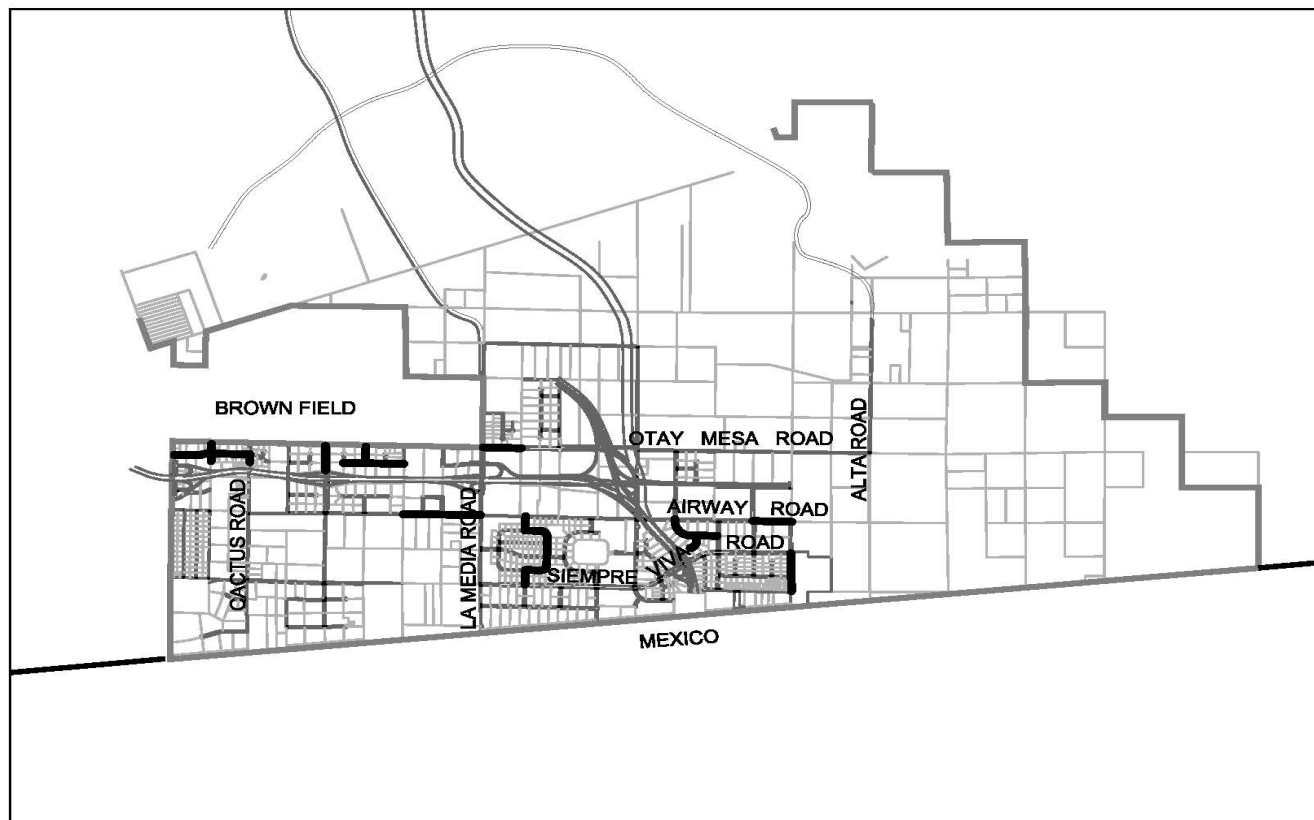 BROWN FIELD
OTAY MESA ROAD
ALTA ROAD
AIRWAY ROAD
CACTUS ROAD
LA MEDIA ROAD
SIEMPRE VIVA ROAD
MEXICO